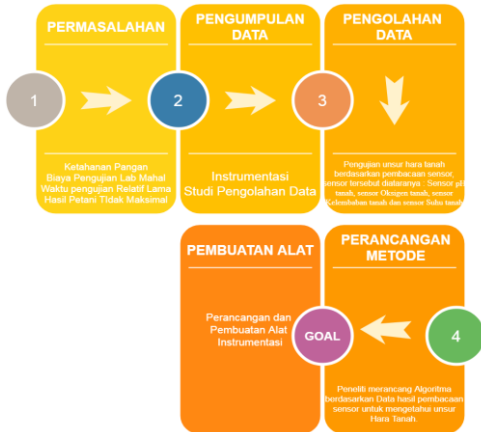 PERMASALAHAN
1
Ketahanan Pangan
Biaya Pengujian Lab Mahal
Waktu pengujian Relatif Lama
Hasil Petani Tidak Maksimal
PENGUMPULAN
DATA
2
Instrumentasi
Studi Pengolahan Data
PENGOLAHAN
DATA
3
Pengujian unsur hara tanah
berdasarkan pembacaan sensor,
sensor tersebut diataranya : Sensor pH
tanah, sensor Oksigen tanah, sensor
Kelembaban tanah dan sensor Suhu tanah
PERANCANGAN
METODE
4
Peneliti merancang Algoritma
berdasarkan Data hasil pembacaan
sensor untuk mengetahui unsur
Hara Tanah.
PEMBUATAN ALAT
GOAL
Perancangan dan
Pembuatan Alat
Instrumentasi